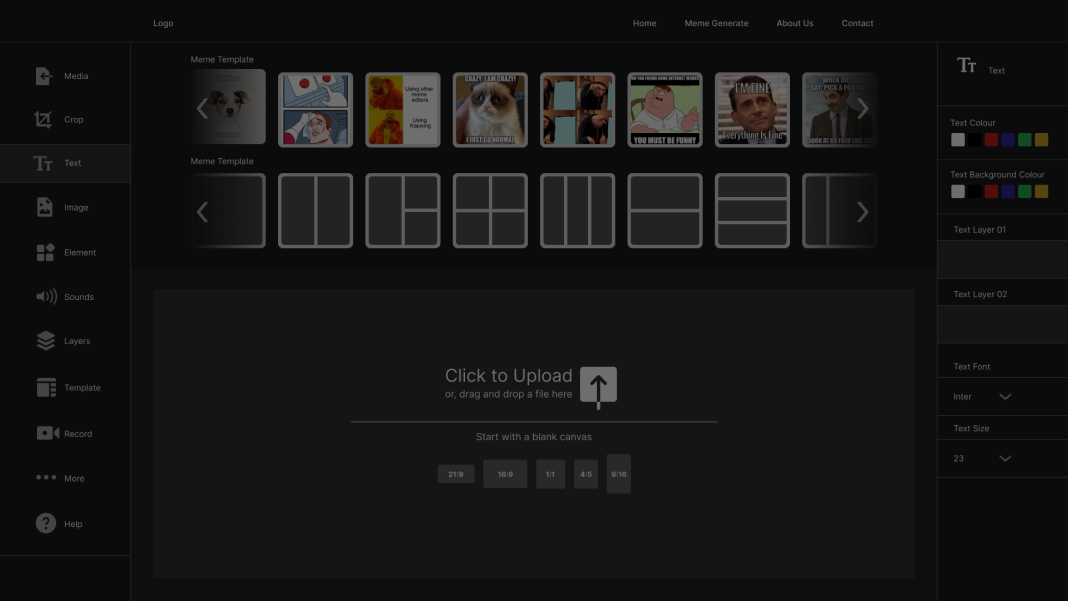 Logo
Home
Meme Generate
About Us
Contact
Media
Crop
Text
Image
Element
Sounds
Layers
Template
Record
More
Help
Meme Template
Using other
meme
editors
Using
Kapwing
CRAZY, I AM CRAZY!
I JUST GO NORMAL
YOU MUST BE FUNNY
I'M FINE
Everything Is Fine
SAY, PICK A
Meme Template
Click to Upload
or, drag and drop a file here
Start with a blank canvas
21:9
16:9
1:1
4:5
9:16
Text
Text Colour
Text Background Colour
Text Layer 01
Text Layer 02
Text Font
Inter
Text Size
23